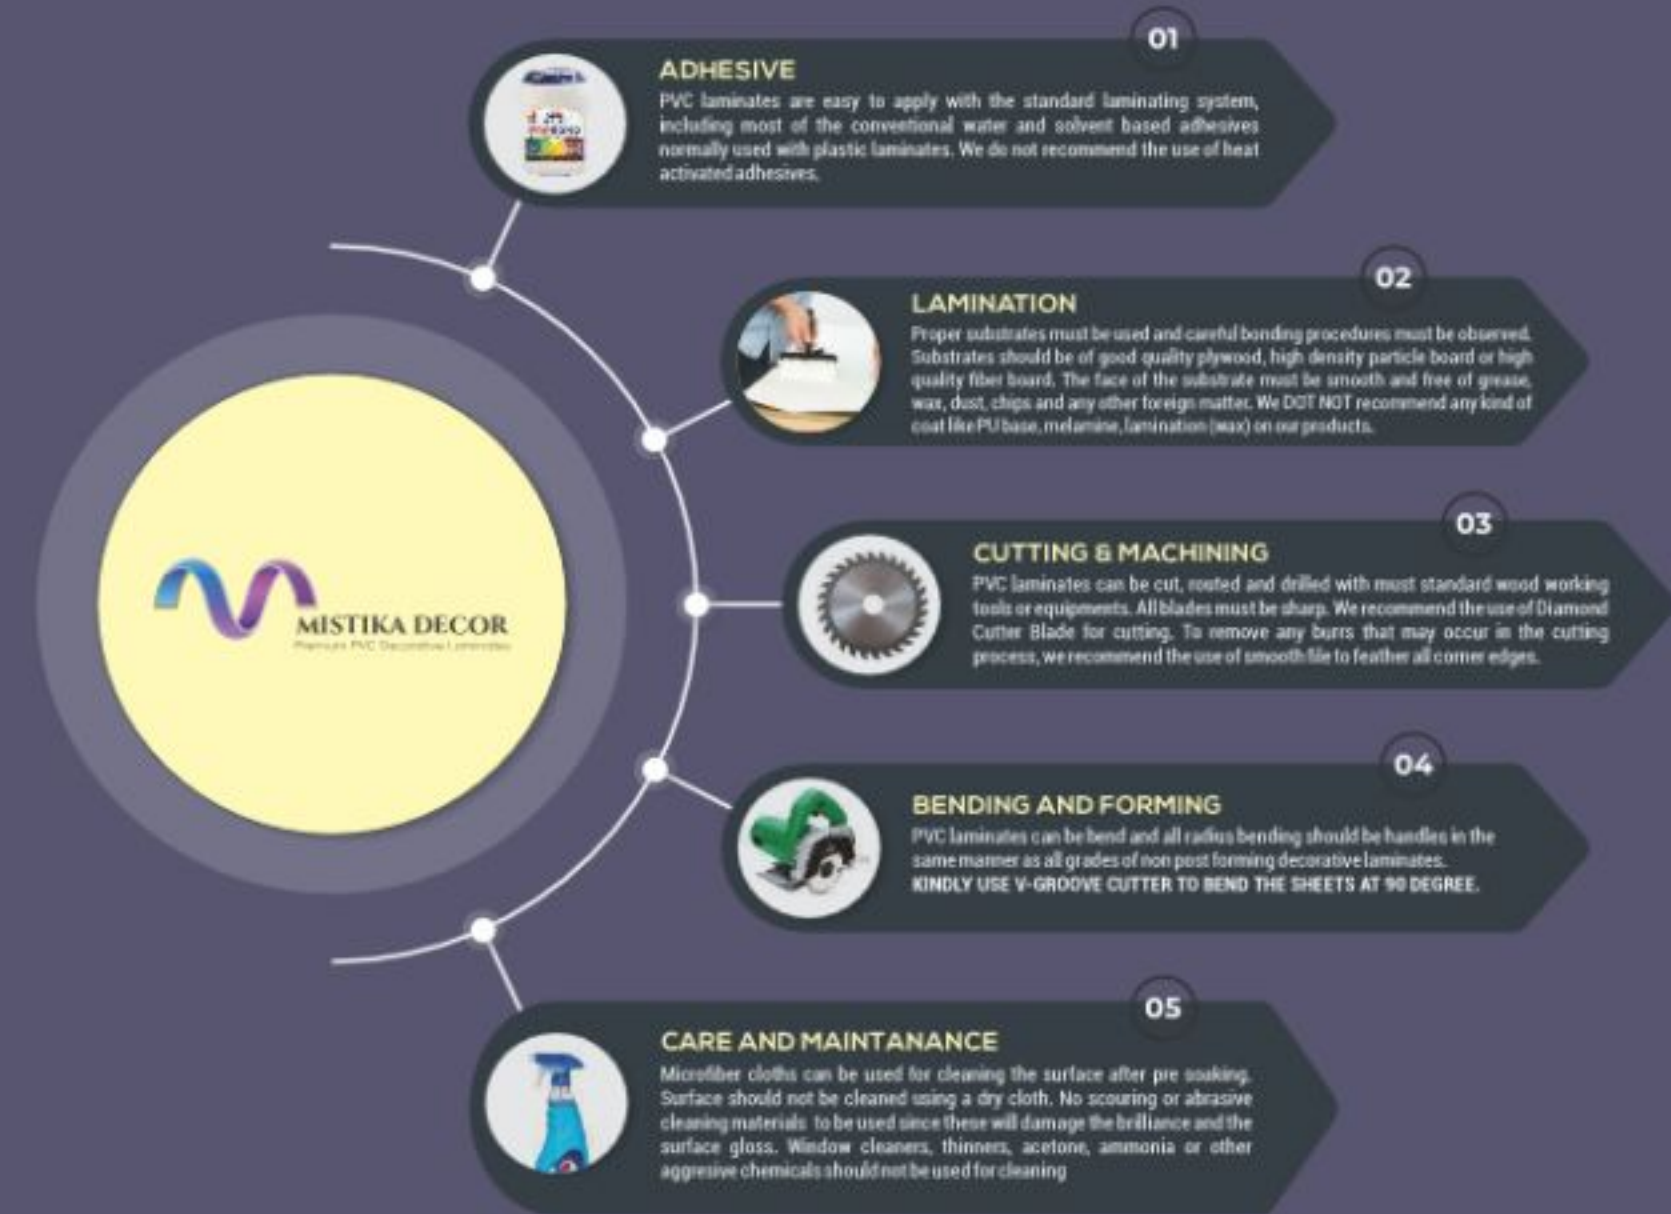 01
ADHESIVE
PVC laminates are easy to apply with the standard laminating system,
including most of the conventional water and solvent based adhesives
normally used with plastic laminates. We do not recommend the use of heat
activated adhesives.
02
LAMINATION
Proper substrates must be used and careful bonding procedures must be observed.
Substrates should be of good quality plywood, high density particle board or high
quality fiber board. The face of the substrate must be smooth and free of grease,
wax, dust, chips and any other foreign matter. We DOT NOT recommend any kind of
coat like PU base, melamine, lamination (wax) on our products.
03
CUTTING & MACHINING
PVC laminates can be cut, routed and drilled with must standard wood working
tools or equipments. All blades must be sharp. We recommend the use of Diamond
Cutter Blade for cutting. To remove any burrs that may occur in the cutting
process, we recommend the use of smooth file to feather all corner edges.
MISTIKA DECOR
Premium PVC Decorative Laminates
04
BENDING AND FORMING
PVC laminates can be bend and all radius bending should be handles in the
same manner as all grades of non post forming decorative laminates.
KINDLY USE V-GROOVE CUTTER TO BEND THE SHEETS AT 90 DEGREE.
05
CARE AND MAINTANANCE
Microfiber cloths can be used for cleaning the surface after pre soaking.
Surface should not be cleaned using a dry cloth. No scouring or abrasive
cleaning materials to be used since these will damage the brilliance and the
surface gloss. Window cleaners, thinners, acetone, ammonia or other
aggresive chemicals should not be used for cleaning